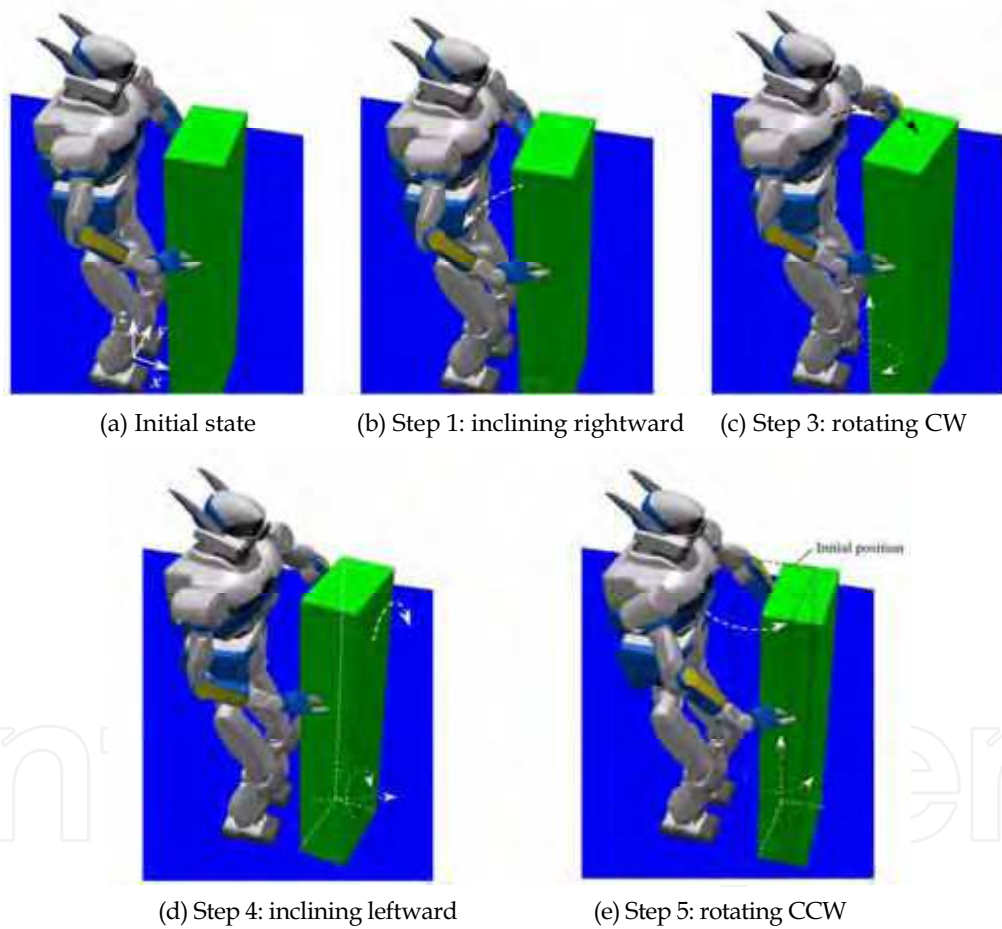 z
y
x
(a) Initial state
(b) Step 1: inclining rightward
(c) Step 3: rotating CW
Initial position
(d) Step 4: inclining leftward
(e) Step 5: rotating CCW